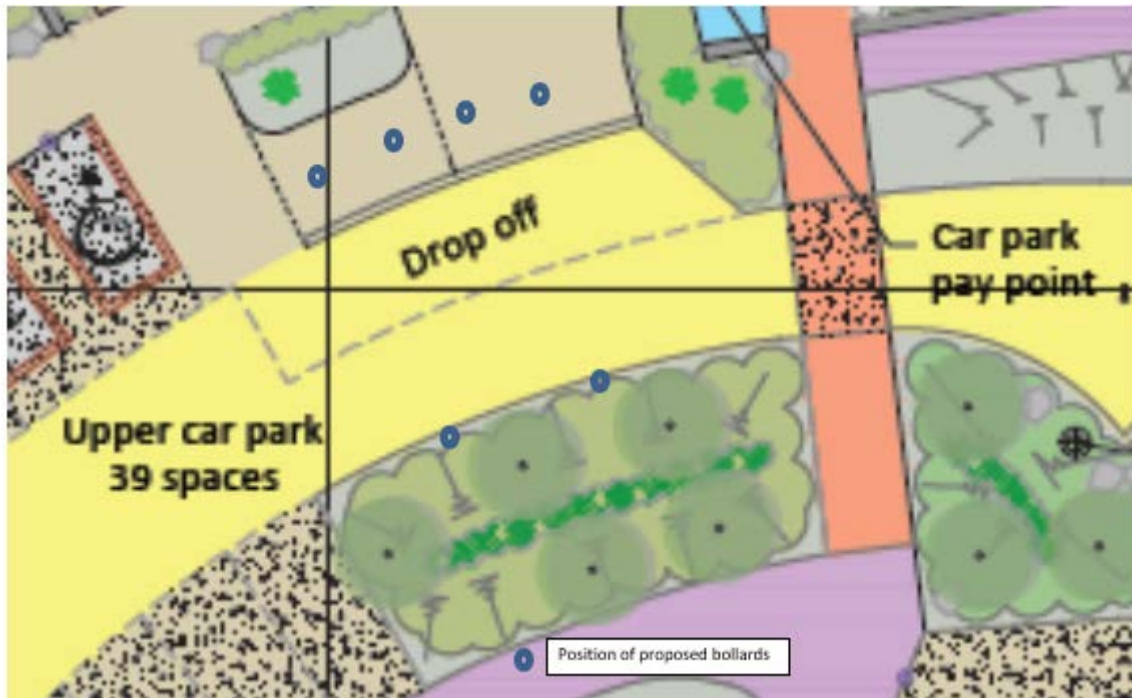 Drop off
Car park
pay point
Upper car park
39 spaces
Position of proposed bollards